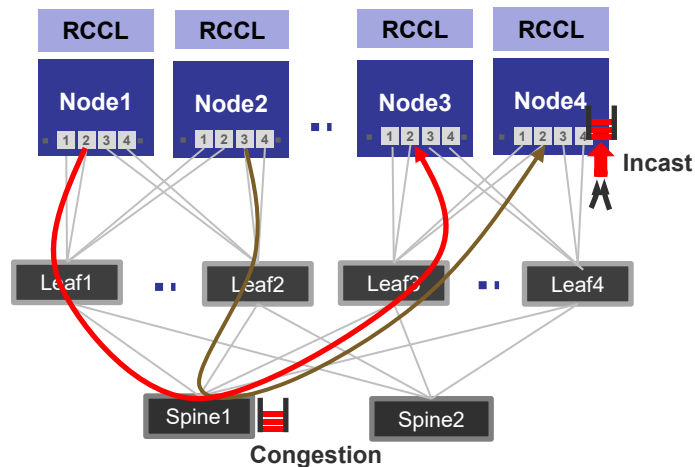 RCCL
RCCL
RCCL
RCCL
Node1
Node2
Node3
Node4
1 2 3 4
1 2 3 4
1 2 3 4
1 2 3 4
Incast
Leaf1
Leaf2
Leaf3
Leaf4
Spine1
Spine2
Congestion